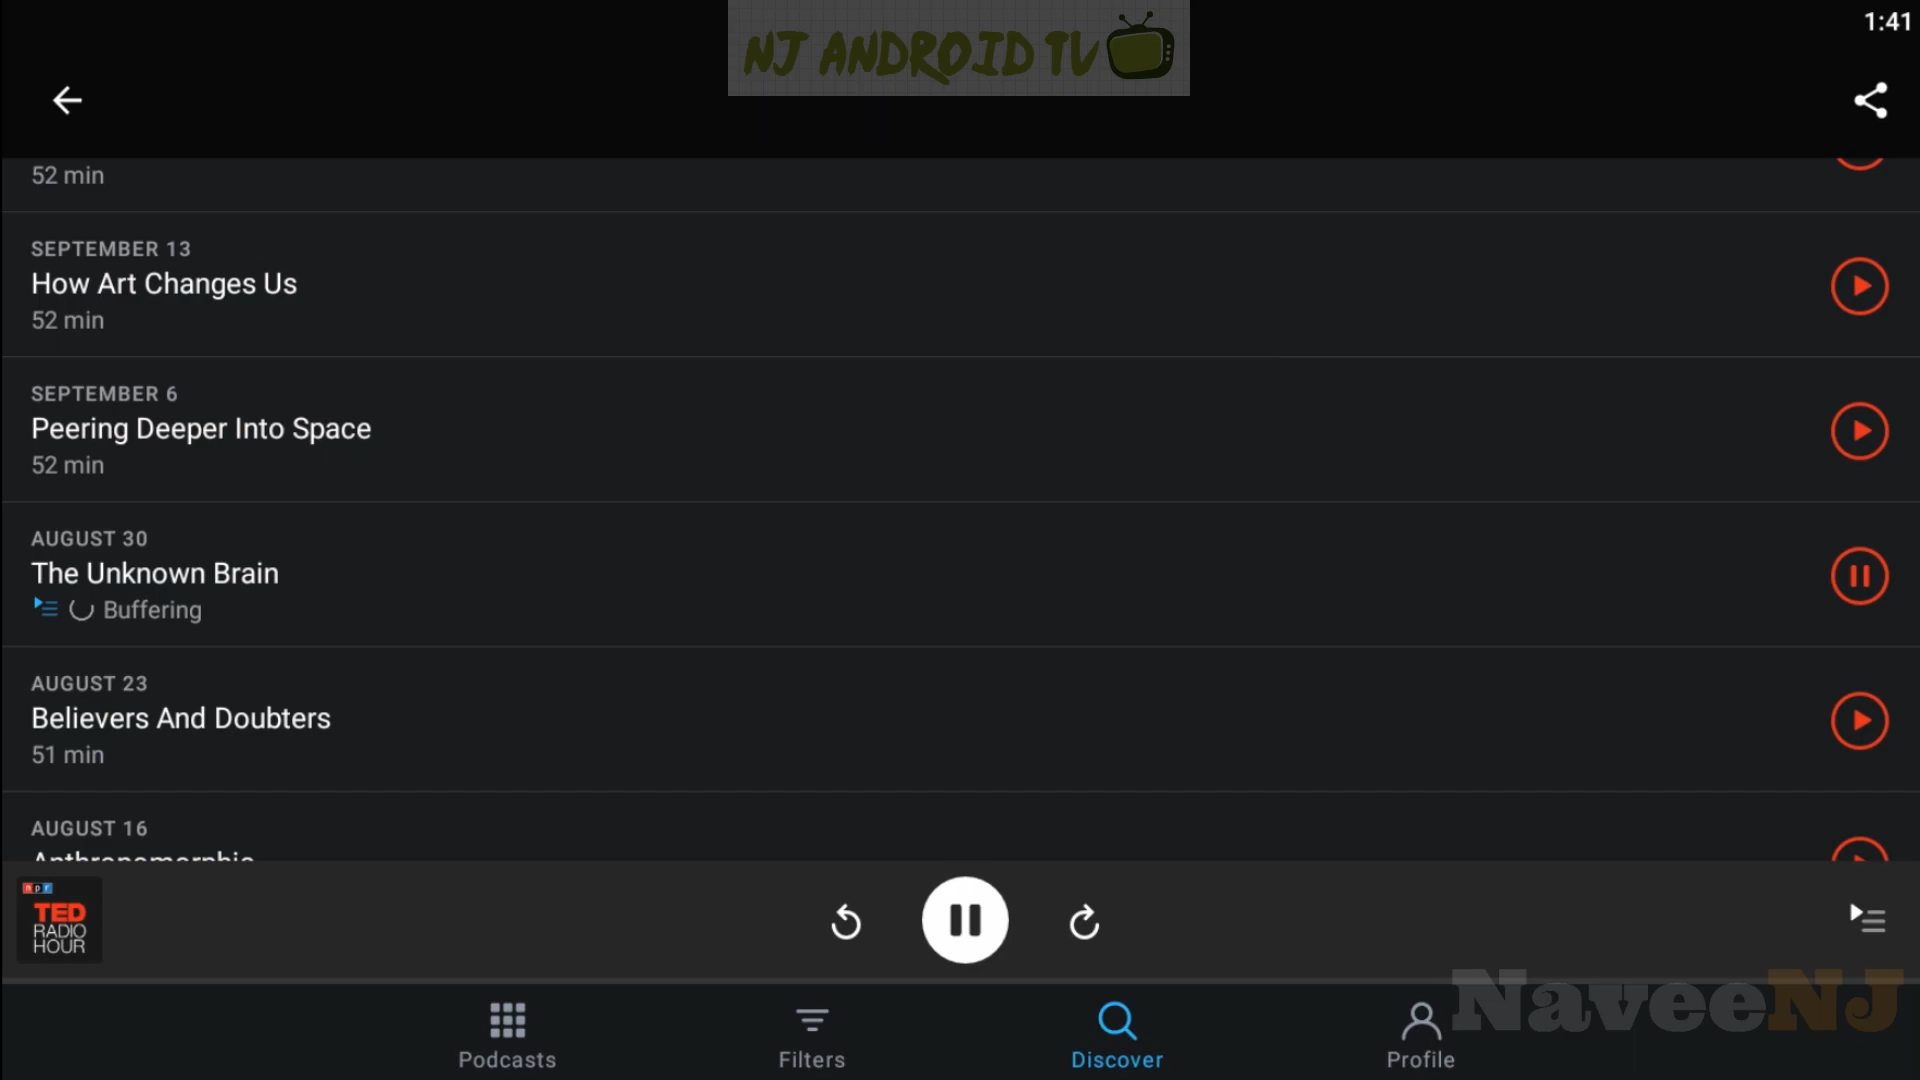 NJ ANDROID TV
1:41
52 min
SEPTEMBER 13
How Art Changes Us
52 min
SEPTEMBER 6
Peering Deeper Into Space
52 min
AUGUST 30
The Unknown Brain
Buffering
AUGUST 23
Believers And Doubters
51 min
AUGUST 16
Anthropomorphic
npr
TED
RADIO
HOUR
NaveeNJ
Podcasts
Filters
Discover
Profile